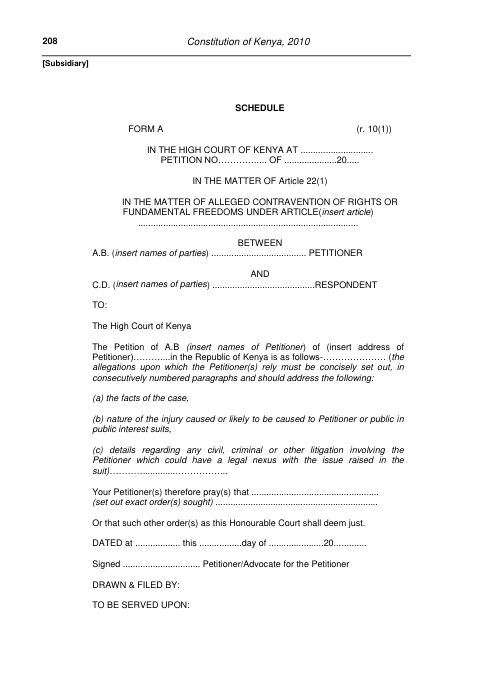 208 Constitution of Kenya, 2010
[Subsidiary]
SCHEDULE
FORM A (r. 10(1))
IN THE HIGH COURT OF KENYA AT .............................
PETITION NO…………...... OF .....................20.....
IN THE MATTER OF Article 22(1)
IN THE MATTER OF ALLEGED CONTRAVENTION OF RIGHTS OR
FUNDAMENTAL FREEDOMS UNDER ARTICLE(insert article)
........................................................................................
BETWEEN
A.B. (insert names of parties) ...................................... PETITIONER
AND
C.D. (insert names of parties) .........................................RESPONDENT
TO:
The High Court of Kenya
The Petition of A.B (insert names of Petitioner) of (insert address of
Petitioner)………....in the Republic of Kenya is as follows-………………… (the
allegations upon which the Petitioner(s) rely must be concisely set out, in
consecutively numbered paragraphs and should address the following:
(a) the facts of the case,
(b) nature of the injury caused or likely to be caused to Petitioner or public in
public interest suits,
(c) details regarding any civil, criminal or other litigation involving the
Petitioner which could have a legal nexus with the issue raised in the
suit)…………..............……………...
Your Petitioner(s) therefore pray(s) that ...................................................
(set out exact order(s) sought) .................................................................
Or that such other order(s) as this Honourable Court shall deem just.
DATED at .................. this .................day of ......................20.............
Signed ............................... Petitioner/Advocate for the Petitioner
DRAWN & FILED BY:
TO BE SERVED UPON: